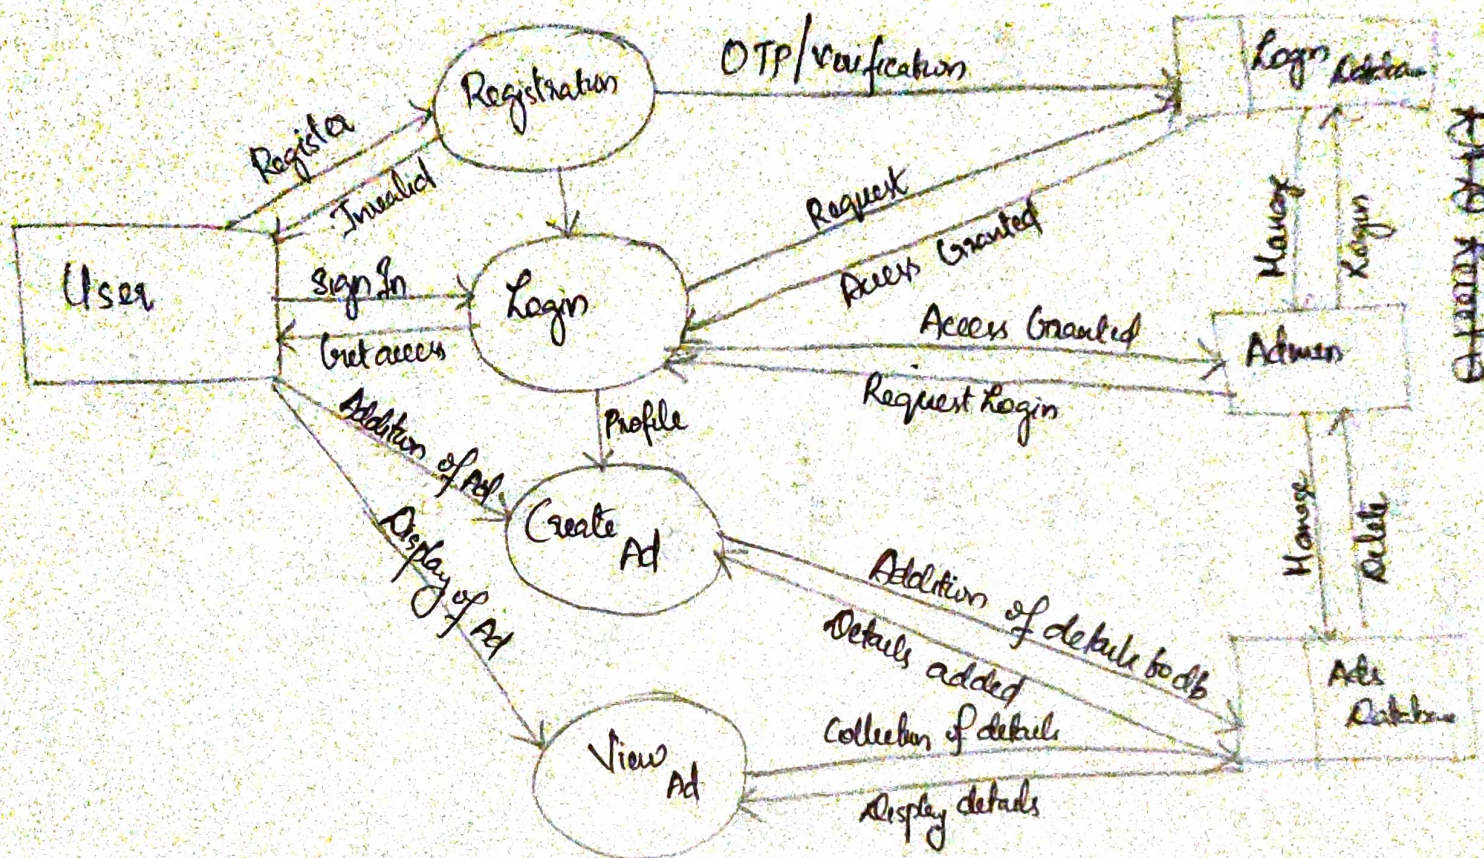 Registration
OTP/Verification
Login
Register
Invalid
Request
Access Granted
Manage
Login
User
Sign In
Get access
Login
Access Granted
Request Login
Admin
Profile
Addition of Ad
Display of Ad
Create
Ad
Addition of details to db
Details added
Manage
Delete
Ads
Database
View
Ad
Collection of details
Display details